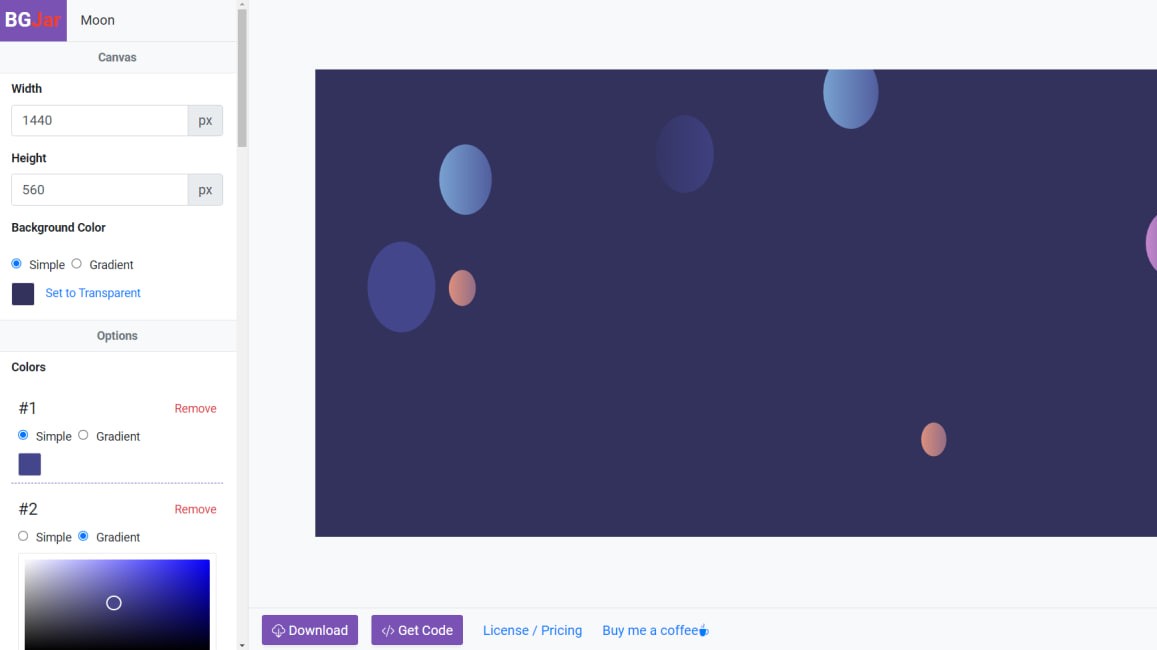 BGJar Moon
Canvas
Width
1440 px
Height
560 px
Background Color
Simple Gradient
Set to Transparent
Options
Colors
#1 Remove
Simple Gradient
#2 Remove
Simple Gradient
Download </> Get Code License / Pricing Buy me a coffee